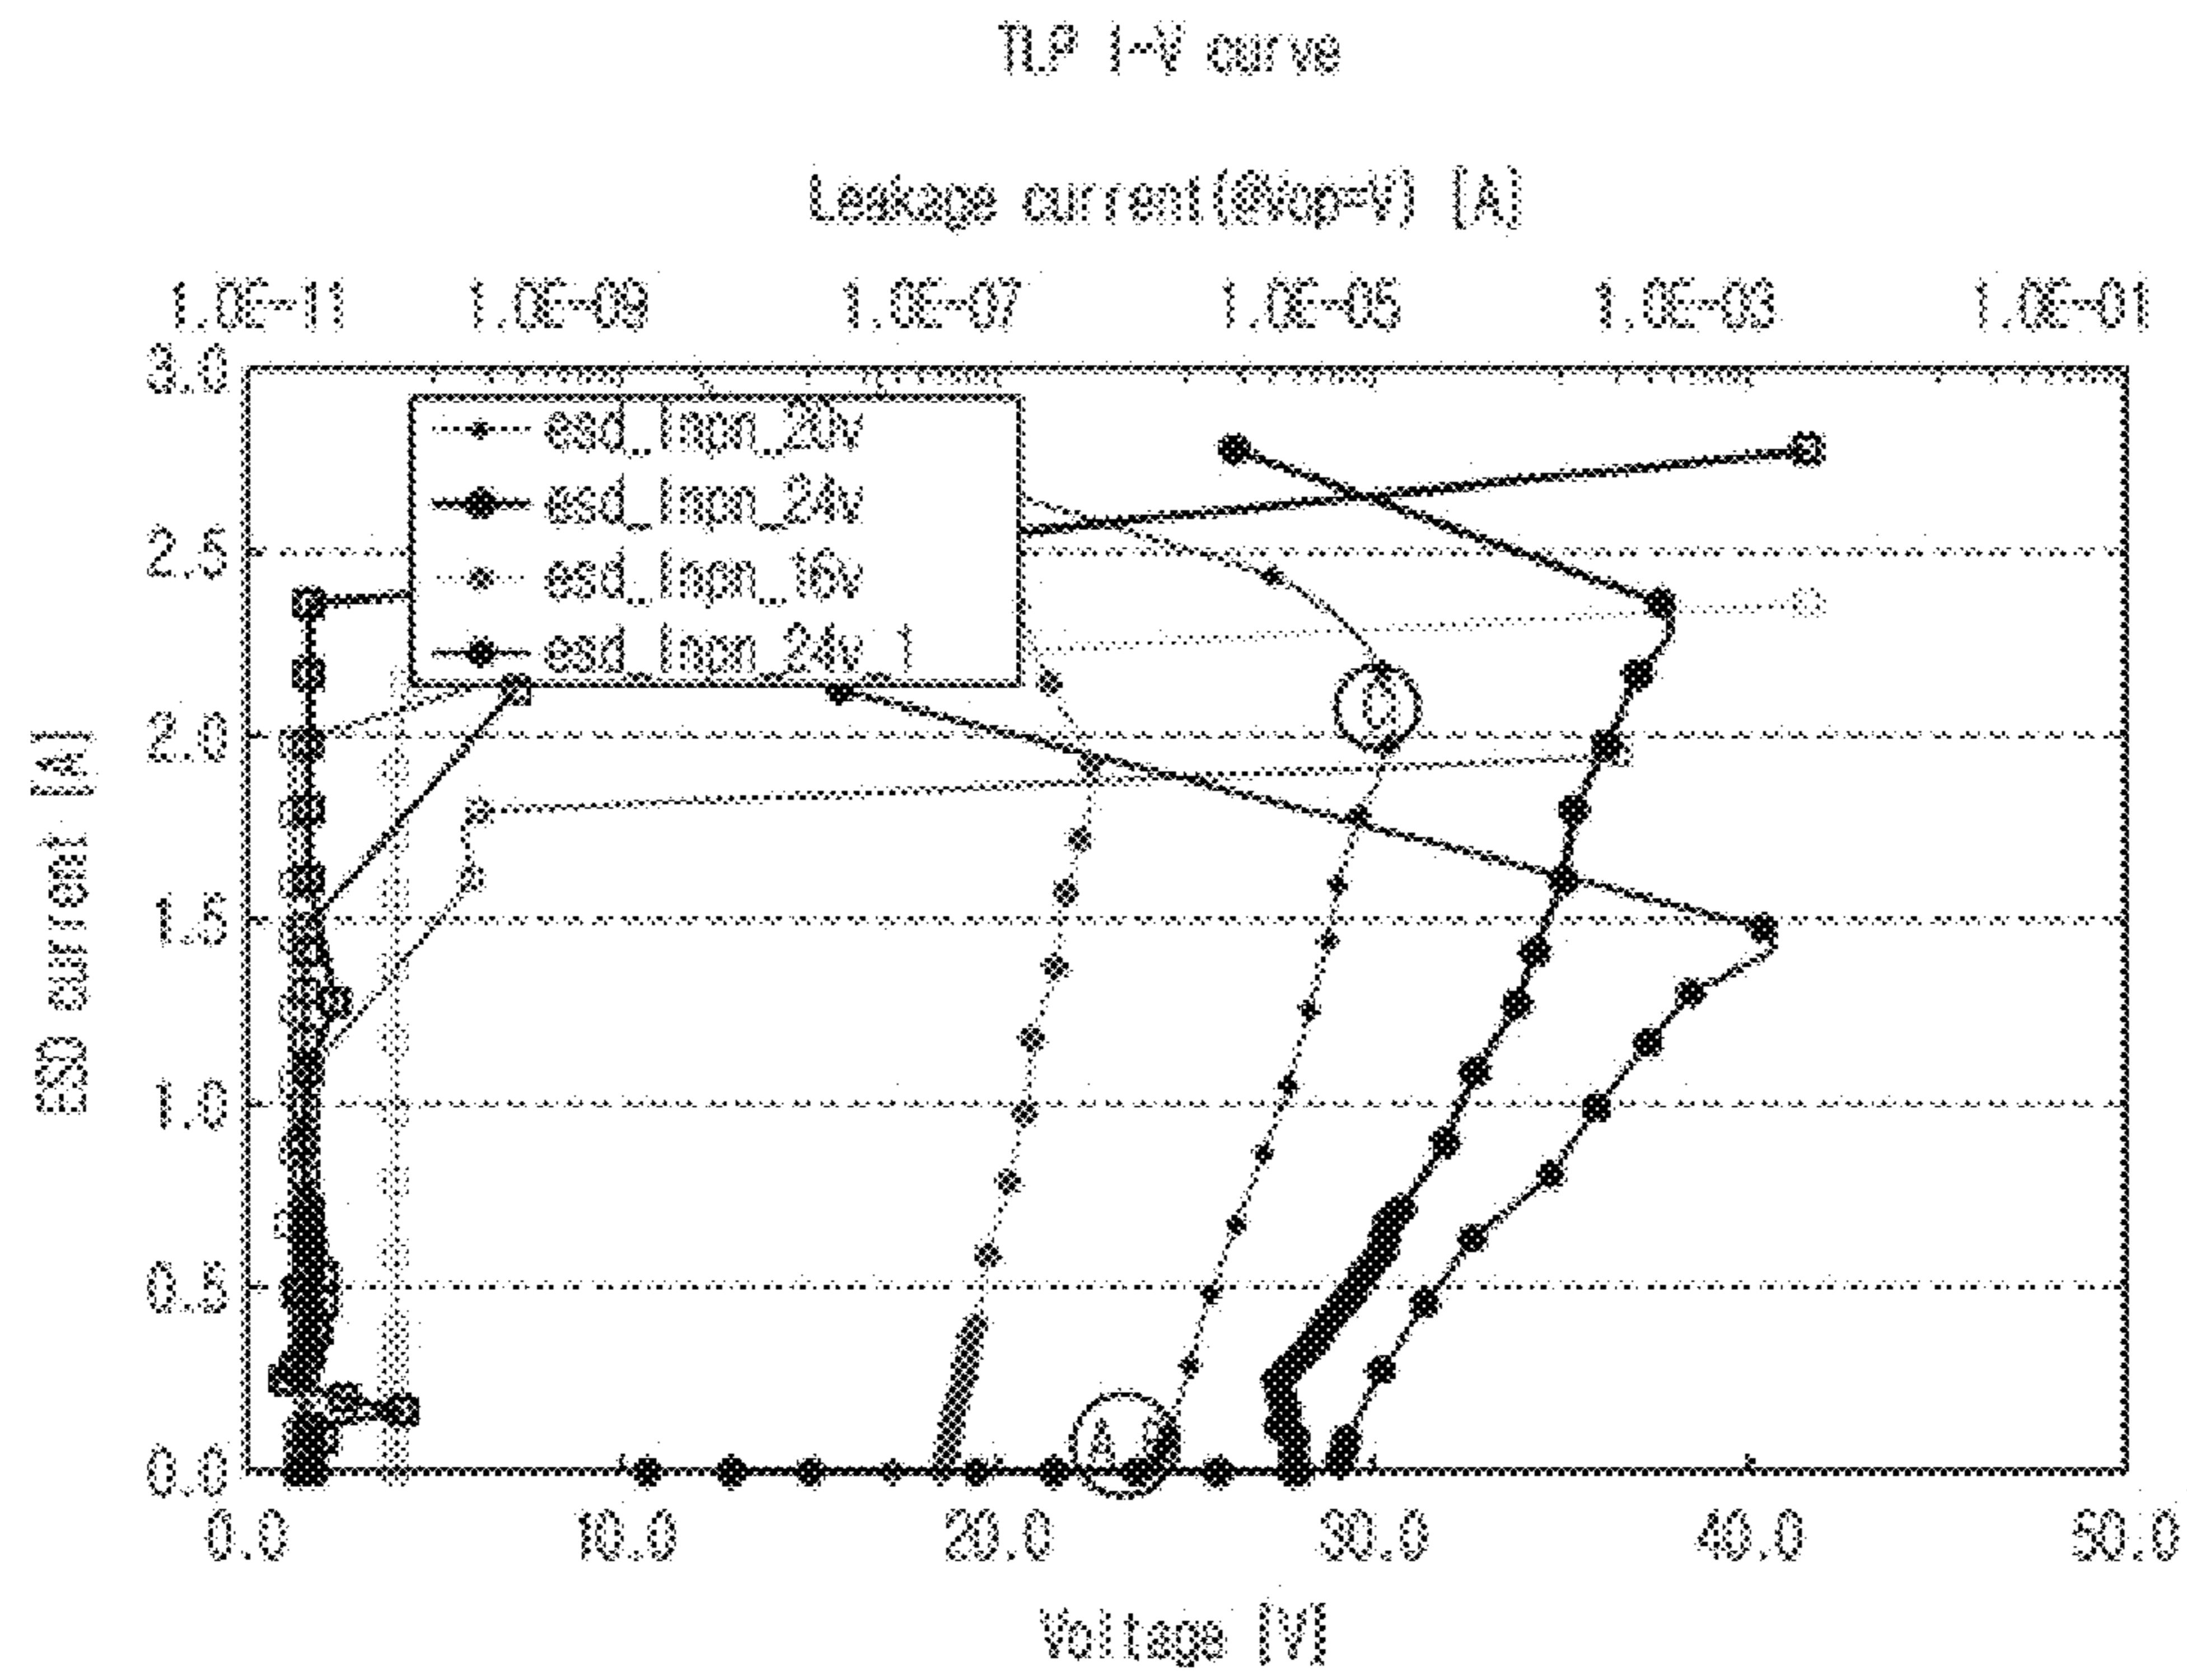 TLP I-V curve
Leakage current(@Vop=V) [A]
1.0E-11 1.0E-09 1.0E-07 1.0E-05 1.0E-03 1.0E-01
3.0
esd_lnpn_20v
esd_lnpn_24v
2.5
esd_lnpn_16v
esd_lnpn_24v_1
2.0
1.5
1.0
0.5
A
0.0
0.0 10.0 20.0 30.0 40.0 50.0
ESD current [A]
Voltage [V]